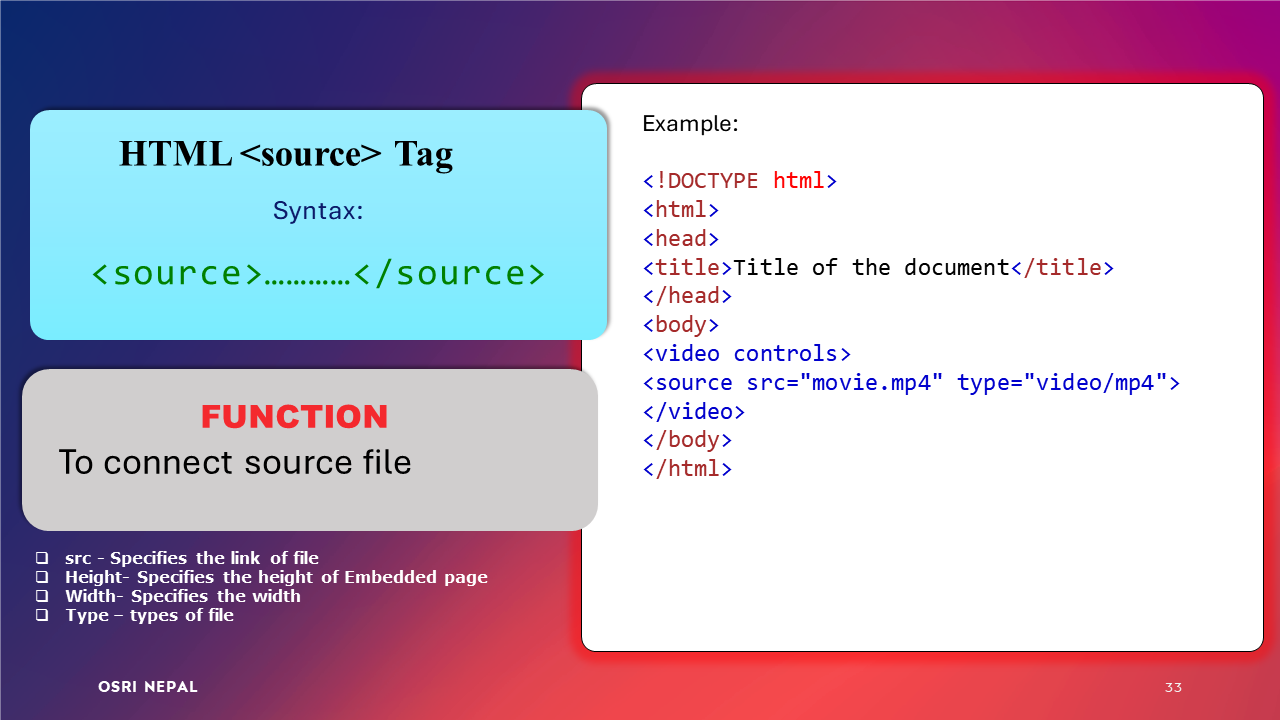 HTML <source> Tag
Syntax:
<source>…………</source>
FUNCTION
To connect source file
❑ src - Specifies the link of file
❑ Height- Specifies the height of Embedded page
❑ Width- Specifies the width
❑ Type – types of file
Example:
<!DOCTYPE html>
<html>
<head>
<title>Title of the document</title>
</head>
<body>
<video controls>
<source src="movie.mp4" type="video/mp4">
</video>
</body>
</html>
OSRI NEPAL
33